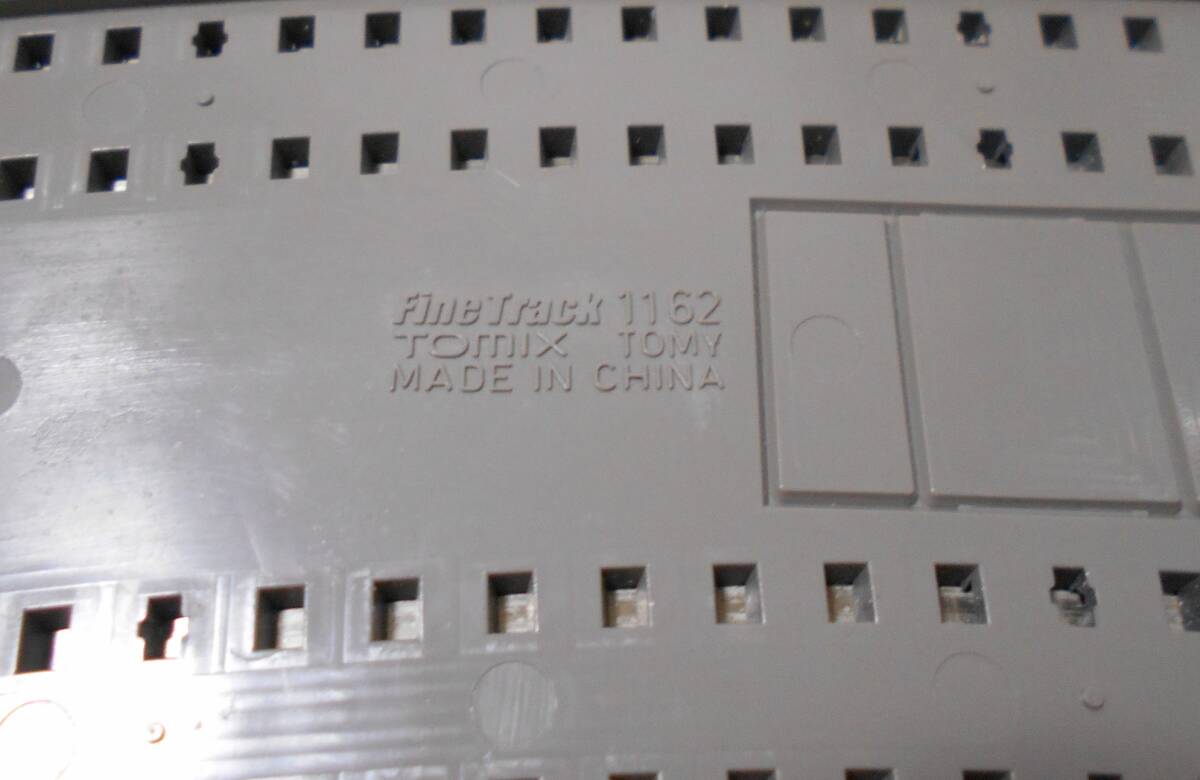 FineTrack 1162
TOMIX TOMY
MADE IN CHINA